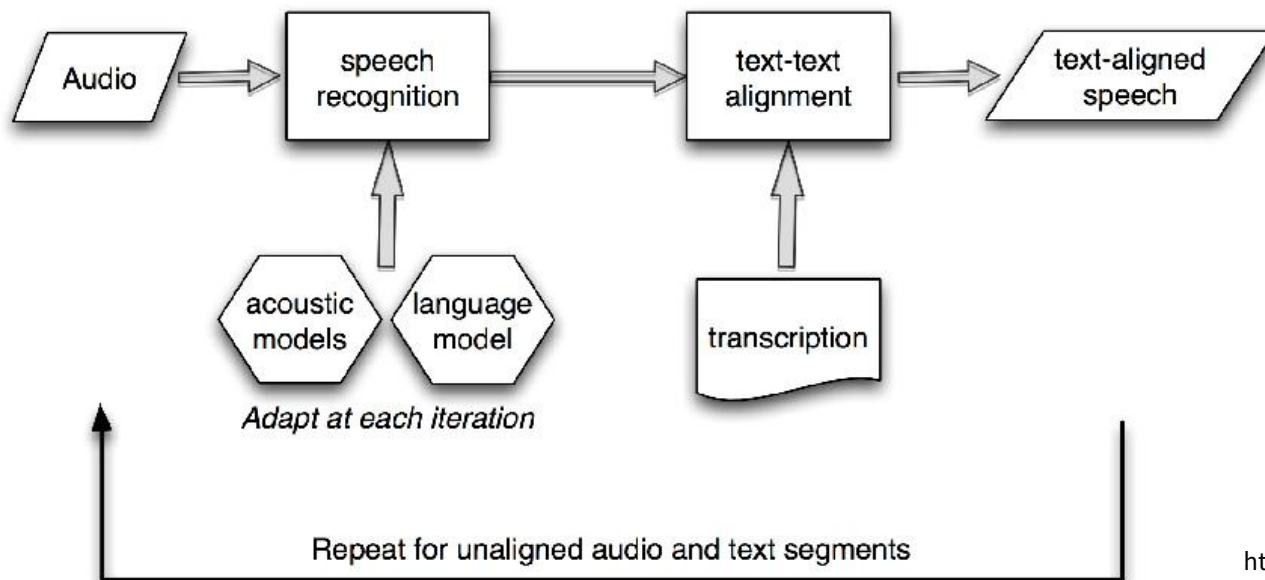 Audio
speech
recognition
text-text
alignment
text-aligned
speech
acoustic
models
language
model
transcription
Adapt at each iteration
Repeat for unaligned audio and text segments
ht